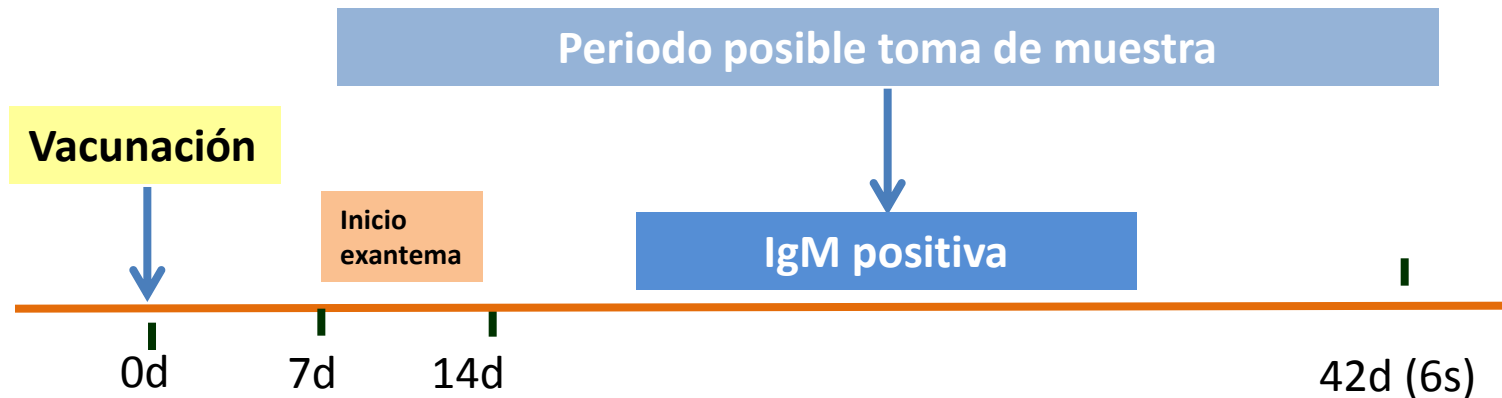 Periodo posible toma de muestra
Vacunación
Inicio
exantema
IgM positiva
0d
7d
14d
42d (6s)